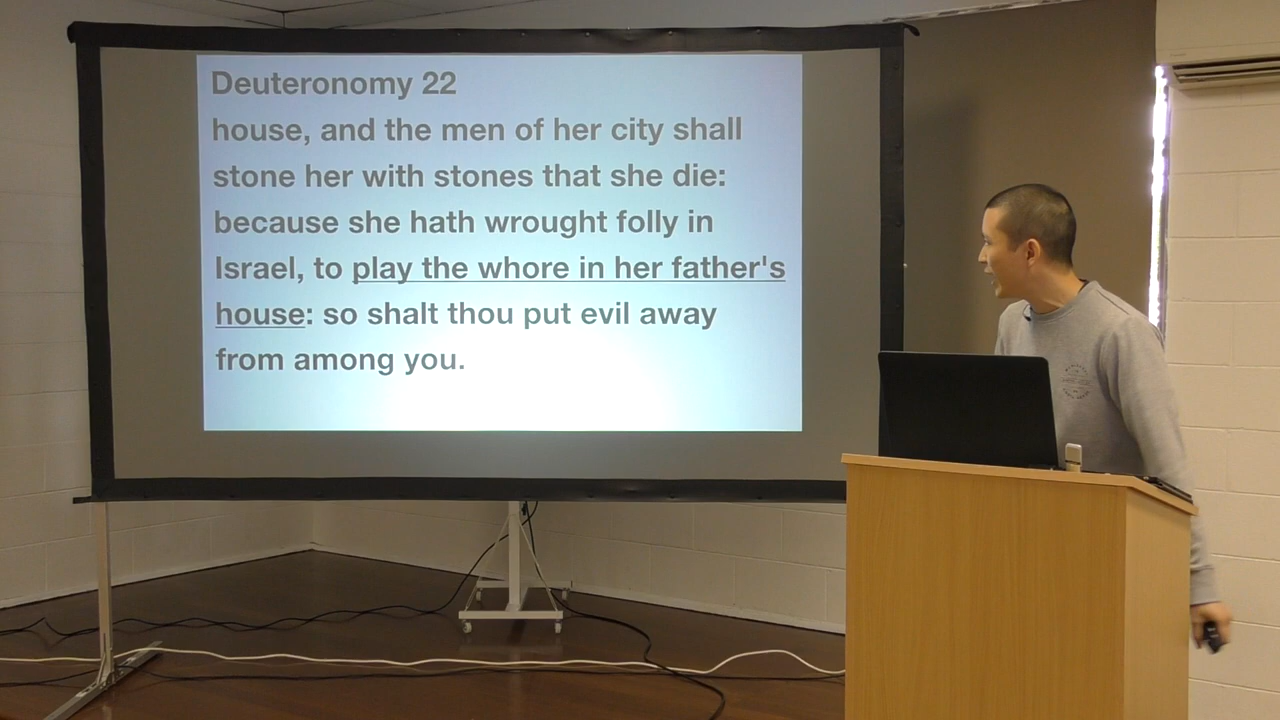 Deuteronomy 22
house, and the men of her city shall
stone her with stones that she die:
because she hath wrought folly in
Israel, to play the whore in her father's
house: so shalt thou put evil away
from among you.